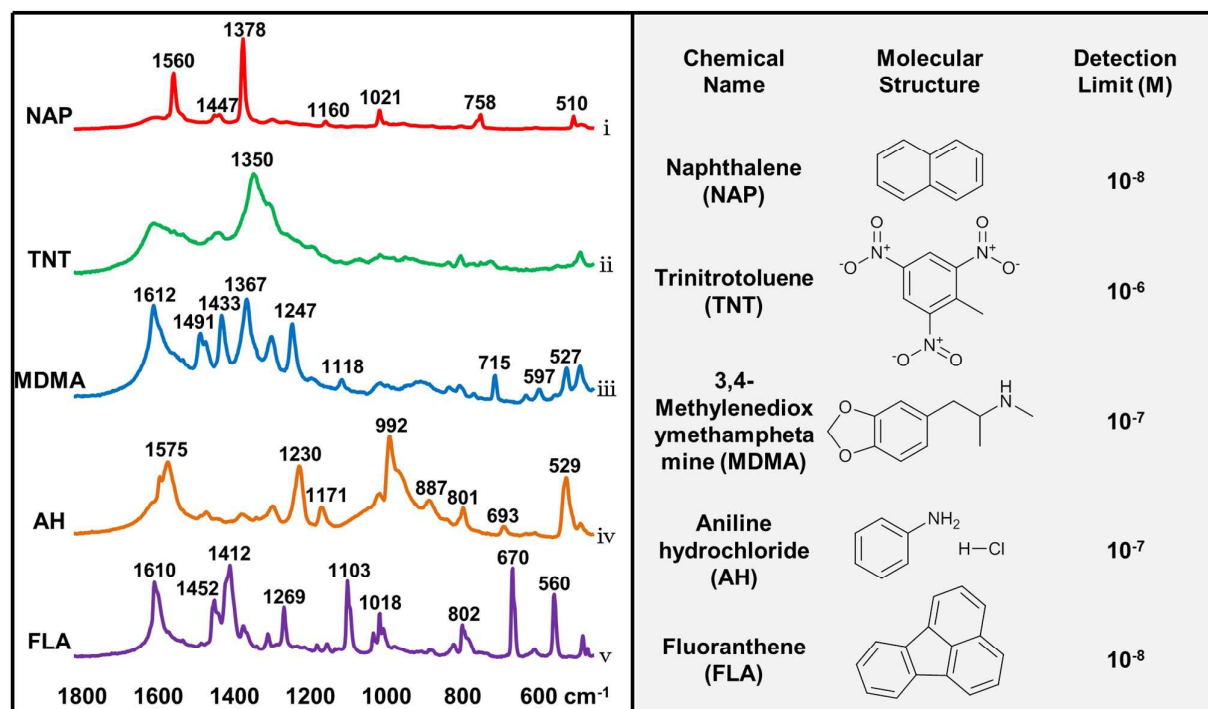 1378
1560
1447
1160
1021
758
510
NAP
i
1350
TNT
ii
1612
1491
1433
1367
1247
1118
715
597
527
MDMA
iii
1575
1230
1171
992
887
801
693
529
AH
iv
1610
1452
1412
1269
1103
1018
802
670
560
FLA
v
1800 1600 1400 1200 1000 800 600 cm⁻¹
Chemical Name
Molecular Structure
Detection Limit (M)
Naphthalene
(NAP)
10⁻⁸
Trinitrotoluene
(TNT)
O
N⁺
⁻O
O
N⁺
O⁻
⁻O
N⁺
O
10⁻⁶
3,4-
Methylenediox
ymethampheta
mine (MDMA)
O
O
H
N
10⁻⁷
Aniline
hydrochloride
(AH)
NH₂
H–Cl
10⁻⁷
Fluoranthene
(FLA)
10⁻⁸